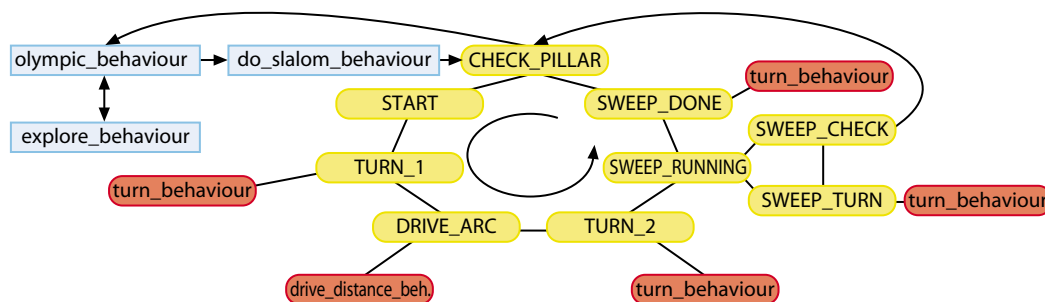 olympic_behaviour
do_slalom_behaviour
CHECK_PILLAR
turn_behaviour
START
SWEEP_DONE
explore_behaviour
SWEEP_CHECK
TURN_1
SWEEP_RUNNING
turn_behaviour
SWEEP_TURN
turn_behaviour
DRIVE_ARC
TURN_2
drive_distance_beh.
turn_behaviour